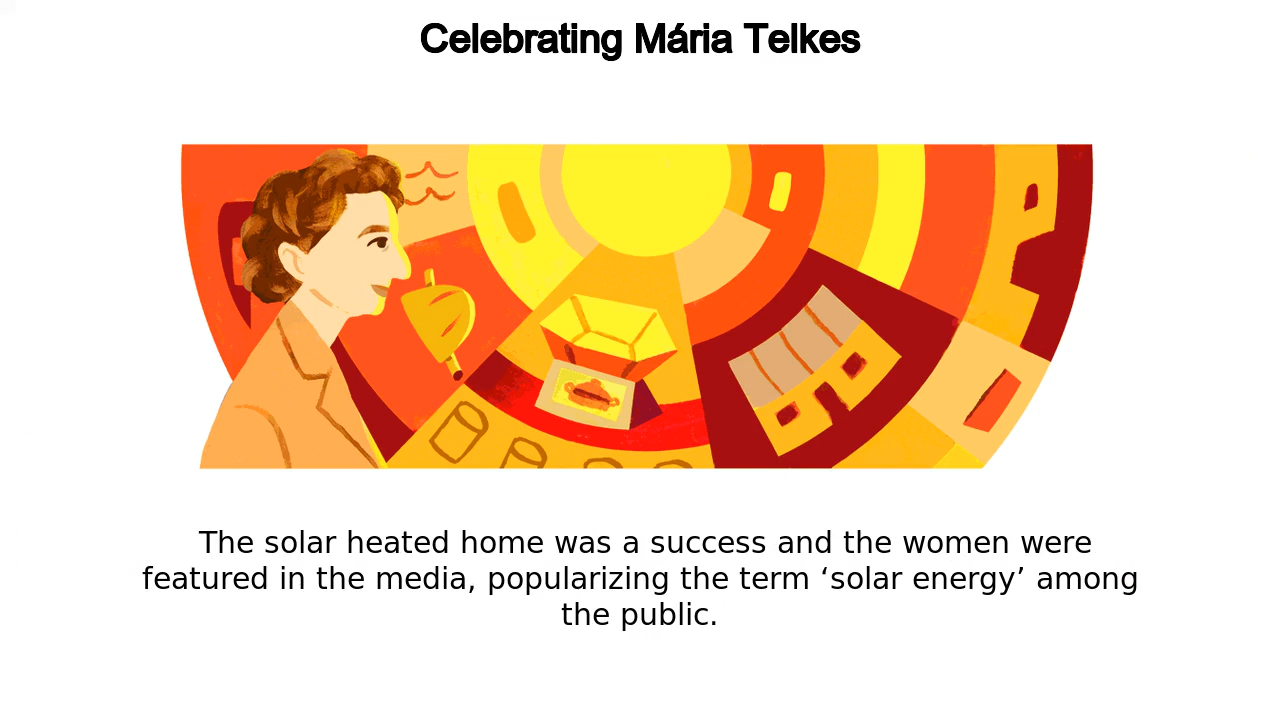 Celebrating Mária Telkes
The solar heated home was a success and the women were
featured in the media, popularizing the term ‘solar energy’ among
the public.